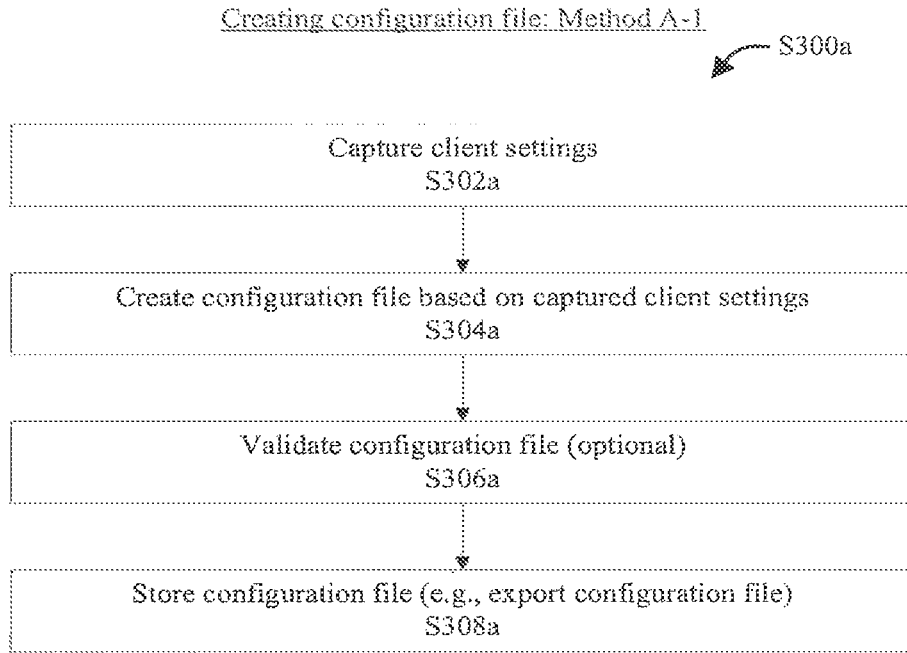 Creating configuration file: Method A-1
S300a
Capture client settings
S302a
Create configuration file based on captured client settings
S304a
Validate configuration file (optional)
S306a
Store configuration file (e.g., export configuration file)
S308a